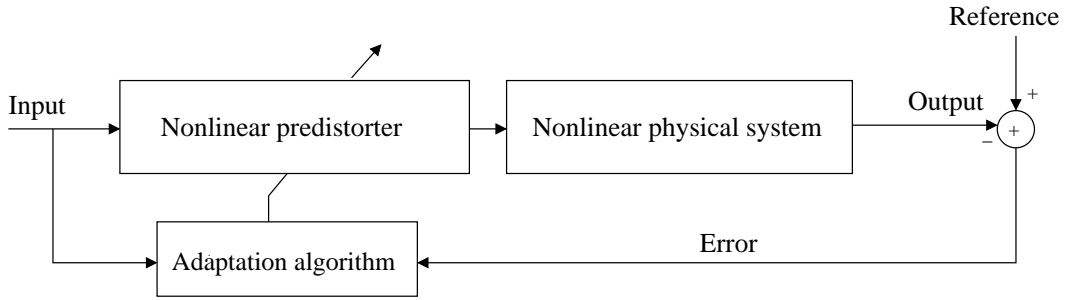 Reference
Input
+
Output
Nonlinear predistorter
Nonlinear physical system
+
−
Error
Adaptation algorithm